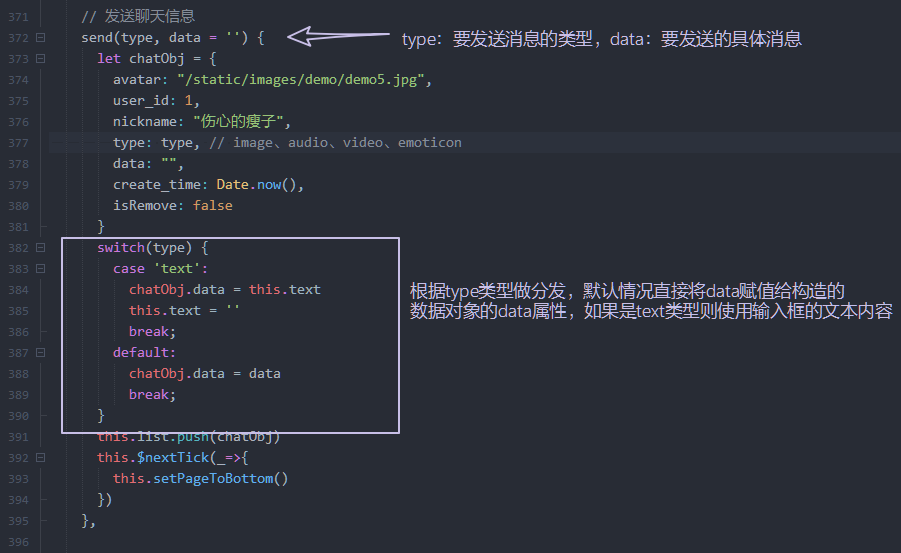 371 // 发送聊天信息
372 send(type, data = '') {
type：要发送消息的类型，data：要发送的具体消息
373 let chatObj = {
374 avatar: "/static/images/demo/demo5.jpg",
375 user_id: 1,
376 nickname: "伤心的瘦子",
377 type: type, // image、audio、video、emoticon
378 data: "",
379 create_time: Date.now(),
380 isRemove: false
381 }
382 switch(type) {
383 case 'text':
384 chatObj.data = this.text
385 this.text = ''
386 break;
387 default:
388 chatObj.data = data
389 break;
390 }
根据type类型做分发，默认情况直接将data赋值给构造的
数据对象的data属性，如果是text类型则使用输入框的文本内容
391 this.list.push(chatObj)
392 this.$nextTick(_=>{
393 this.setPageToBottom()
394 })
395 },
396